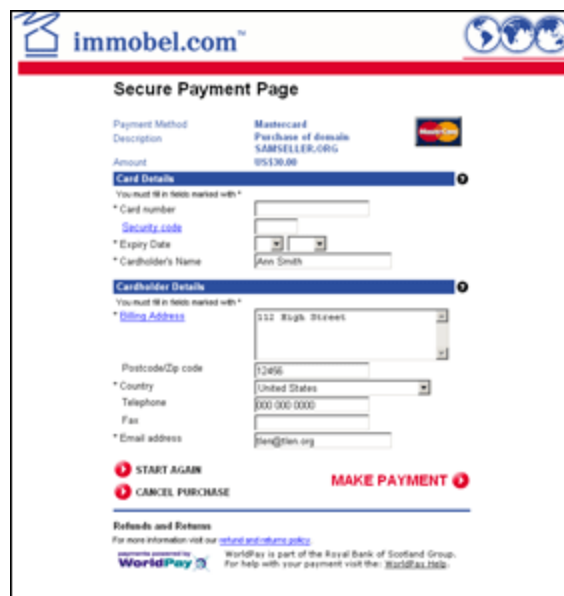 immobel.com™
Secure Payment Page
Payment Method Mastercard
Description Purchase of domain
SAMSELLER.ORG
MasterCard
Amount US$30.00
Card Details ?
You must fill in fields marked with *
* Card number
Security code
* Expiry Date
* Cardholder's Name Ann Smith
Cardholder Details ?
You must fill in fields marked with *
* Billing Address 112 High Street
Postcode/Zip code 12456
* Country United States
Telephone 000 000 0000
Fax
* Email address tlen@tlen.org
START AGAIN
MAKE PAYMENT
CANCEL PURCHASE
Refunds and Returns
For more information visit our refund and returns policy.
payments powered by
WorldPay
WorldPay is part of the Royal Bank of Scotland Group.
For help with your payment visit the: WorldPay Help.